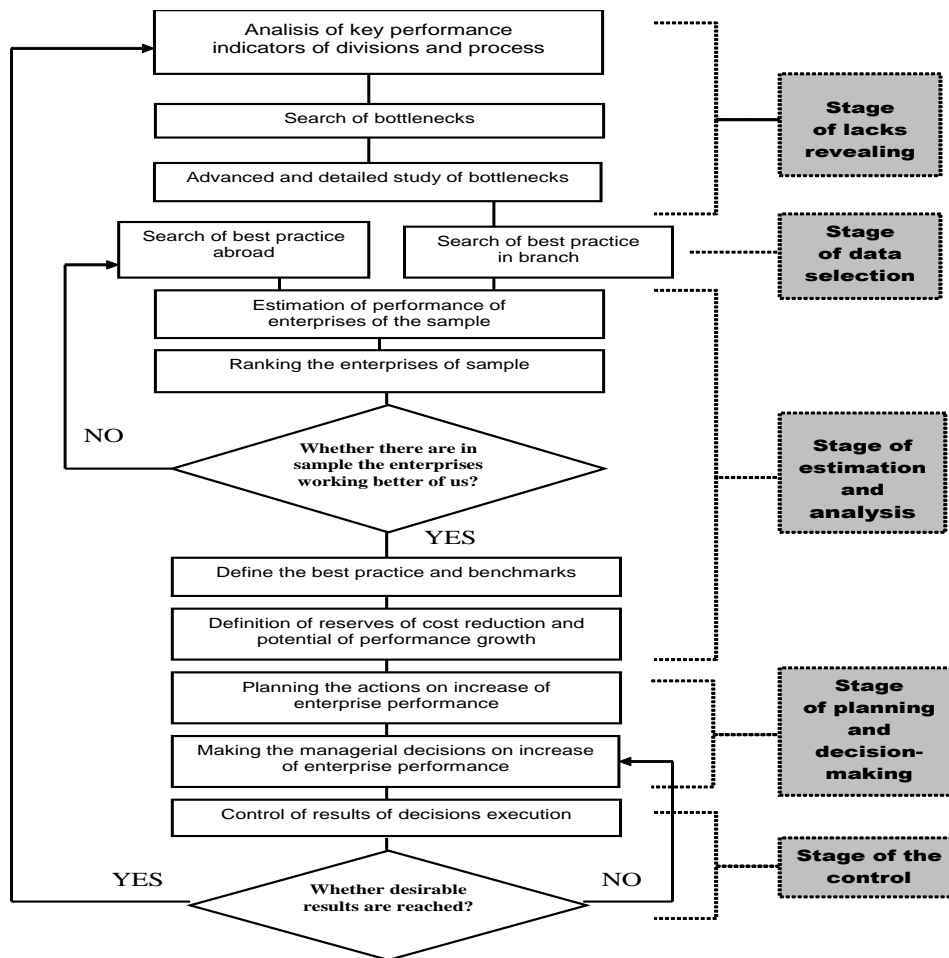 Analisis of key performance
indicators of divisions and process
Search of bottlenecks
Advanced and detailed study of bottlenecks
Stage
of lacks
revealing
Search of best practice
abroad
Search of best practice
in branch
Stage
of data
selection
Estimation of performance of
enterprises of the sample
Ranking the enterprises of sample
NO
Whether there are in
sample the enterprises
working better of us?
YES
Define the best practice and benchmarks
Definition of reserves of cost reduction and
potential of performance growth
Stage of
estimation
and
analysis
Planning the actions on increase of
enterprise performance
Making the managerial decisions on increase
of enterprise performance
Stage
of planning
and
decision-
making
Control of results of decisions execution
YES
Whether desirable
results are reached?
NO
Stage of the
control